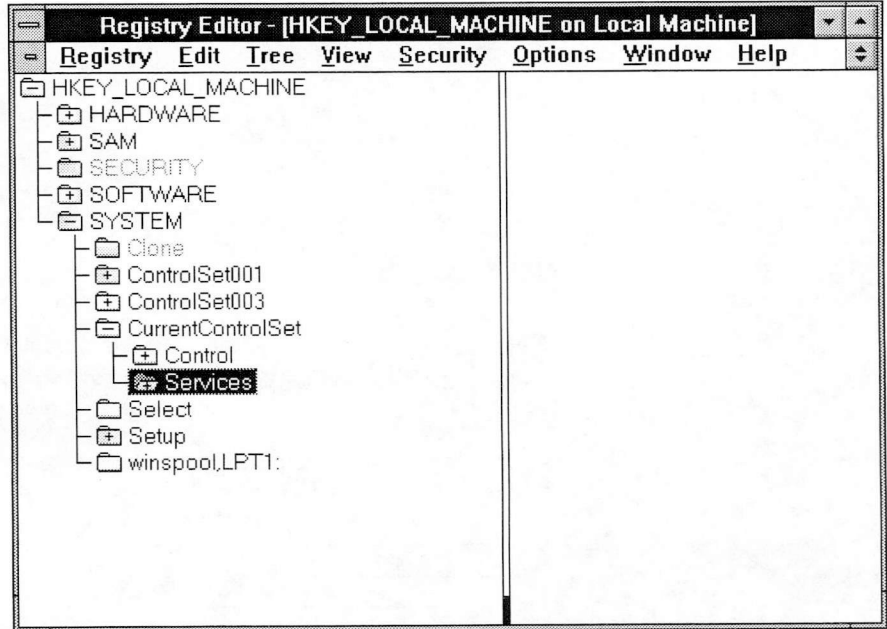 Registry Editor - [HKEY_LOCAL_MACHINE on Local Machine]
Registry Edit Tree View Security Options Window Help
HKEY_LOCAL_MACHINE
HARDWARE
SAM
SECURITY
SOFTWARE
SYSTEM
Clone
ControlSet001
ControlSet003
CurrentControlSet
Control
Services
Select
Setup
winspool,LPT1: